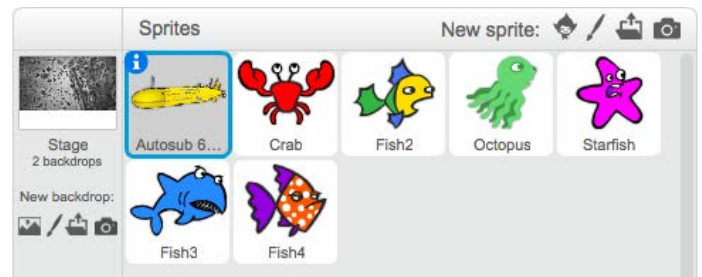 Sprites
New sprite:
Stage
2 backdrops
New backdrop:
Autosub 6...
Crab
Fish2
Octopus
Starfish
Fish3
Fish4